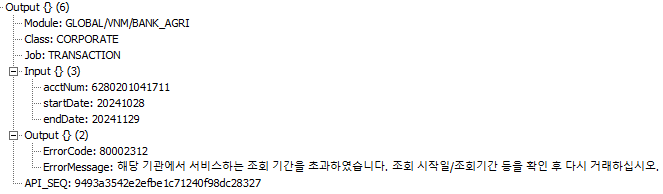 Output {} (6)
Module: GLOBAL/VNM/BANK_AGRI
Class: CORPORATE
Job: TRANSACTION
Input {} (3)
acctNum: 6280201041711
startDate: 20241028
endDate: 20241129
Output {} (2)
ErrorCode: 80002312
ErrorMessage: 해당 기관에서 서비스하는 조회 기간을 초과하였습니다. 조회 시작일/조회기간 등을 확인 후 다시 거래하십시오.
API_SEQ: 9493a3542e2efbe1c71240f98dc28327